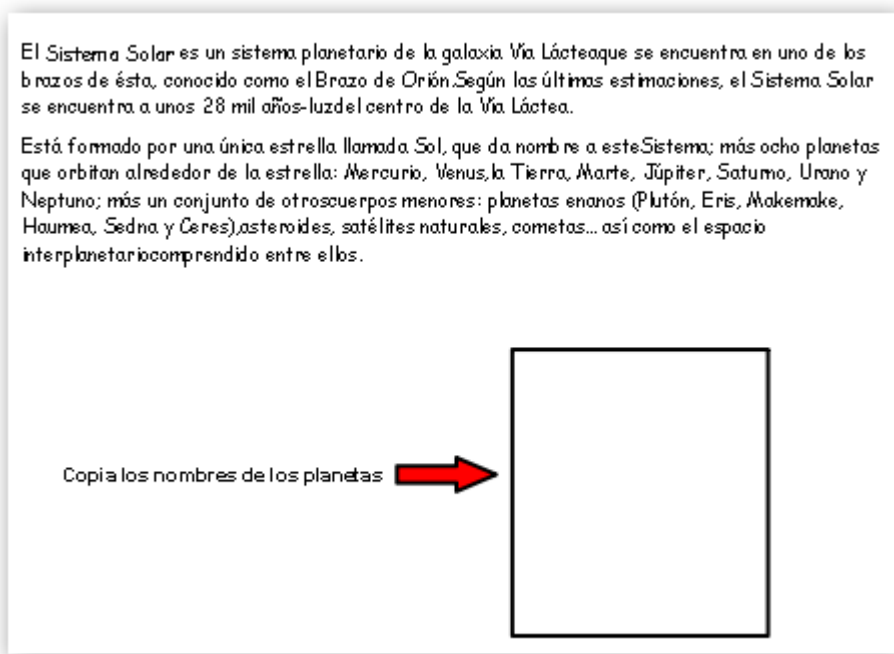 El Sistema Solar es un sistema planetario de la galaxia Vía Lácteaque se encuentra en uno de los
brazos de ésta, conocido como el Brazo de Orión.Según las últimas estimaciones, el Sistema Solar
se encuentra a unos 28 mil años-luzdel centro de la Vía Láctea.
Está formado por una única estrella llamada Sol, que da nombre a esteSistema; más ocho planetas
que orbitan alrededor de la estrella: Mercurio, Venus,la Tierra, Marte, Júpiter, Saturno, Urano y
Neptuno; más un conjunto de otroscuerpos menores: planetas enanos (Plutón, Eris, Makemake,
Haumea, Sedna y Ceres),asteroides, satélites naturales, cometas... así como el espacio
interplanetariocomprendido entre ellos.
Copia los nombres de los planetas